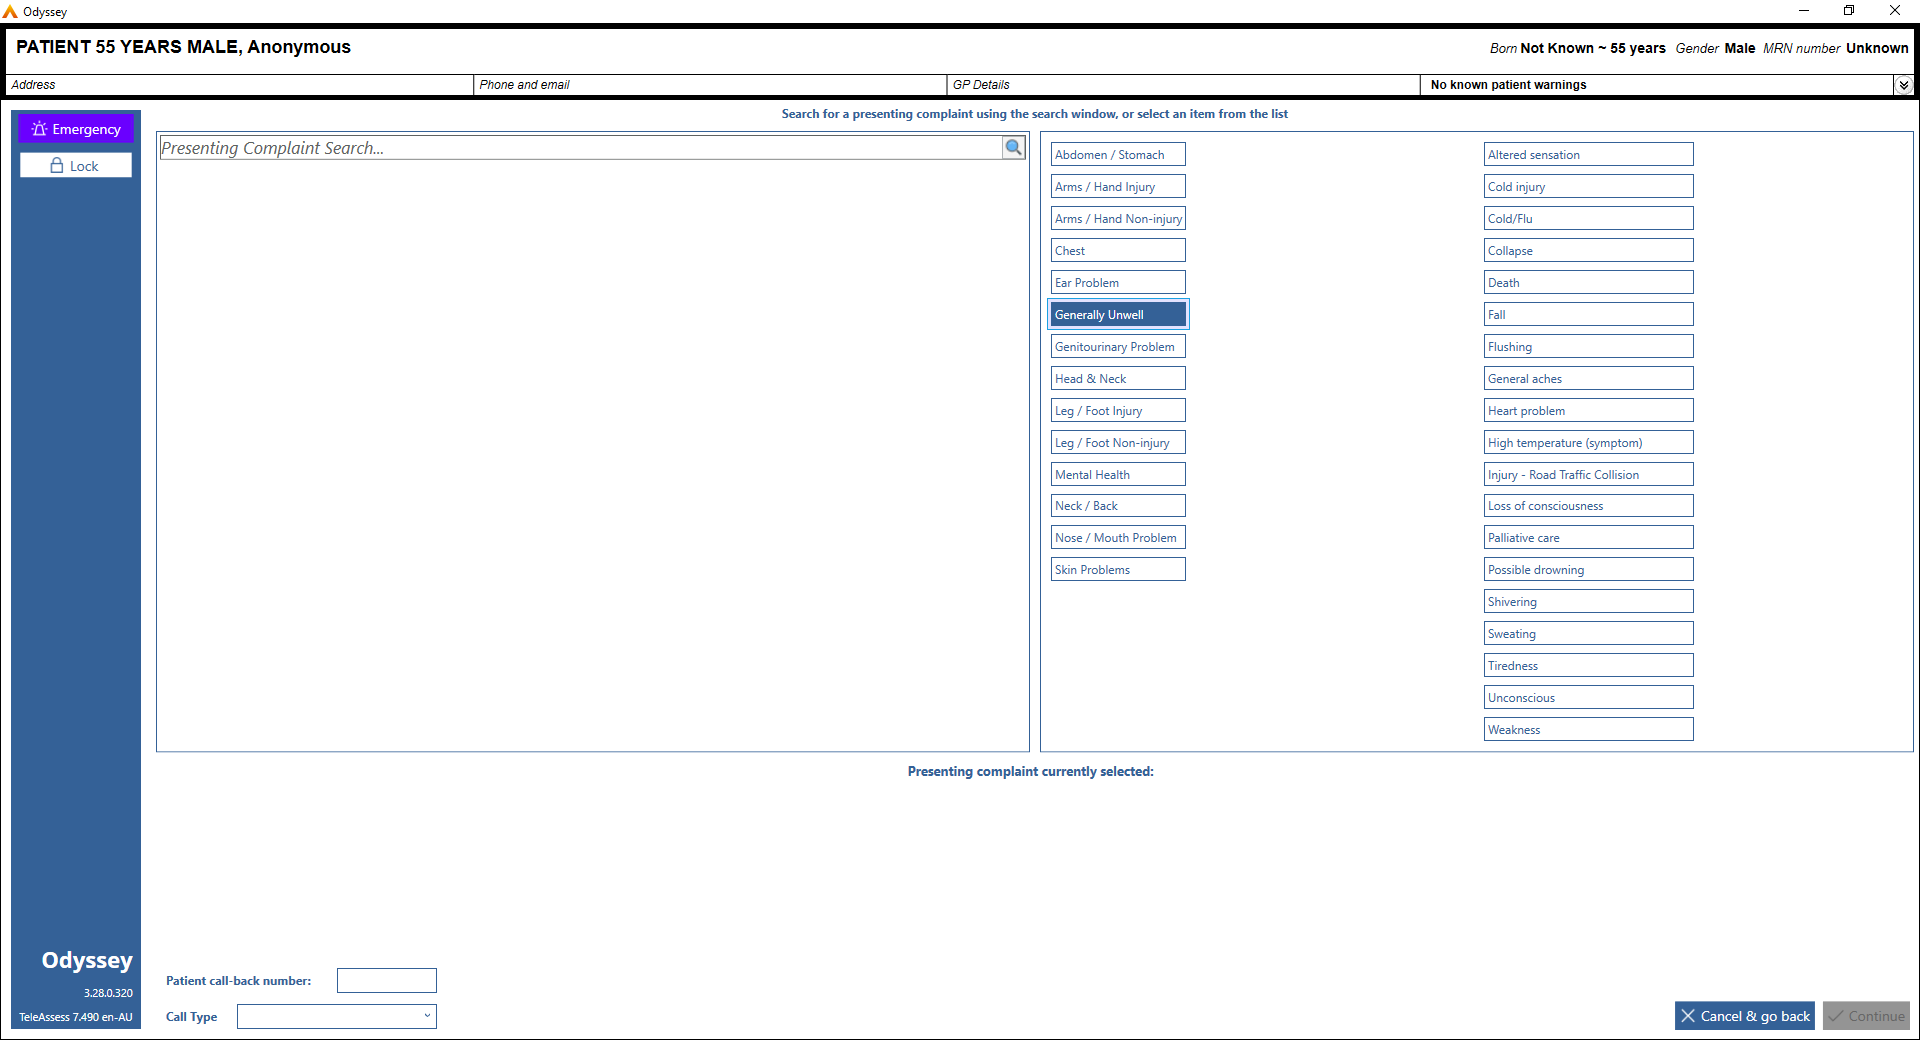 Odyssey
PATIENT 55 YEARS MALE, Anonymous
Born Not Known ~ 55 years Gender Male MRN number Unknown
Address
Phone and email
GP Details
No known patient warnings
Emergency
Lock
Search for a presenting complaint using the search window, or select an item from the list
Presenting Complaint Search...
Abdomen / Stomach
Arms / Hand Injury
Arms / Hand Non-injury
Chest
Ear Problem
Generally Unwell
Genitourinary Problem
Head & Neck
Leg / Foot Injury
Leg / Foot Non-injury
Mental Health
Neck / Back
Nose / Mouth Problem
Skin Problems
Altered sensation
Cold injury
Cold/Flu
Collapse
Death
Fall
Flushing
General aches
Heart problem
High temperature (symptom)
Injury - Road Traffic Collision
Loss of consciousness
Palliative care
Possible drowning
Shivering
Sweating
Tiredness
Unconscious
Weakness
Presenting complaint currently selected:
Odyssey
3.28.0.320
TeleAssess 7.490 en-AU
Patient call-back number:
Call Type
Cancel & go back
Continue